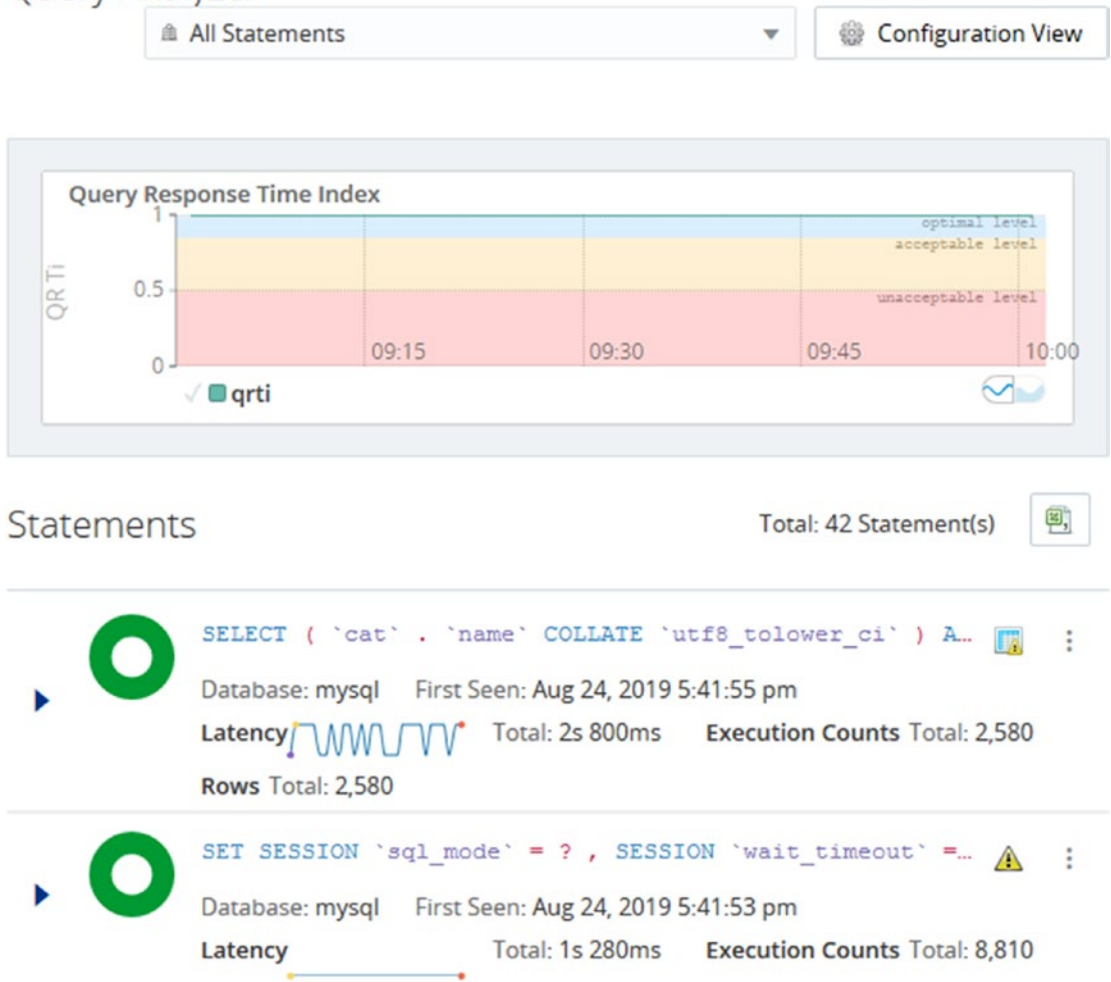 All Statements
Configuration View
Query Response Time Index
1
optimal level
acceptable level
QR Ti
0.5
unacceptable level
09:15 09:30 09:45 10:00
0
qrti
Statements
Total: 42 Statement(s)
SELECT ( `cat` . `name` COLLATE `utf8_tolower_ci` ) A…
Database: mysql First Seen: Aug 24, 2019 5:41:55 pm
Latency Total: 2s 800ms Execution Counts Total: 2,580
Rows Total: 2,580
SET SESSION `sql_mode` = ? , SESSION `wait_timeout` =…
Database: mysql First Seen: Aug 24, 2019 5:41:53 pm
Latency Total: 1s 280ms Execution Counts Total: 8,810